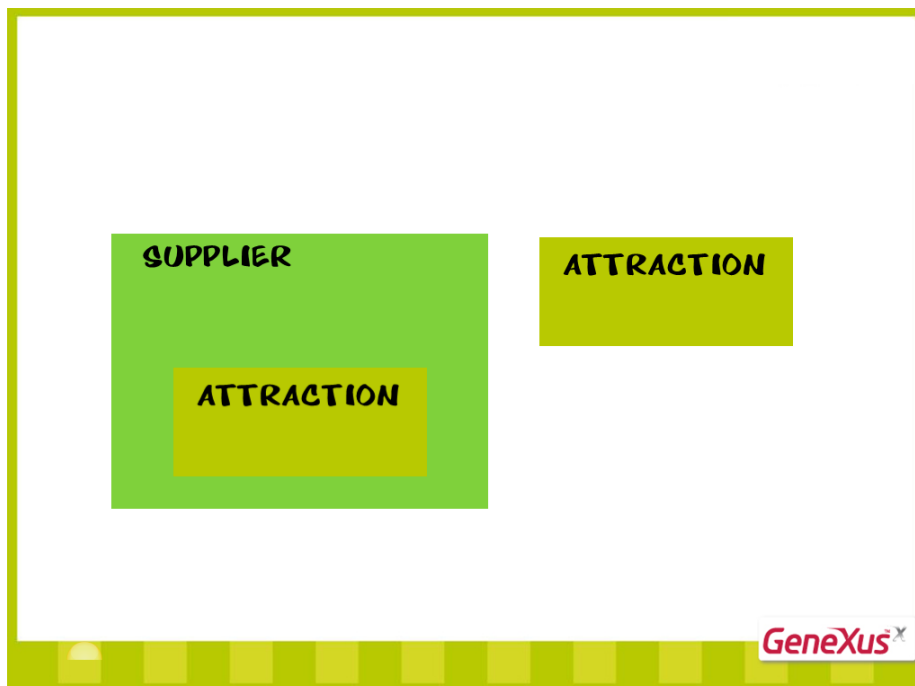 SUPPLIER
ATTRACTION
ATTRACTION
GeneXus X